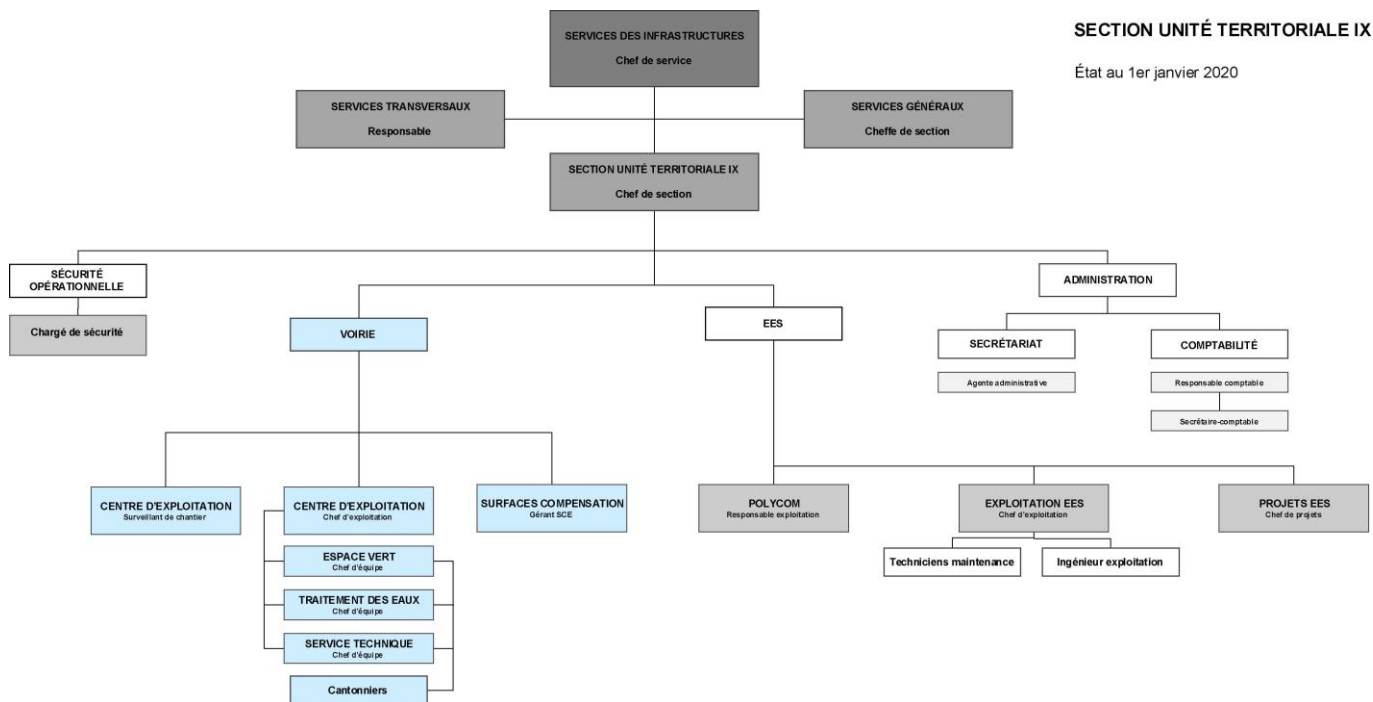 SECTION UNITÉ TERRITORIALE IX
État au 1er janvier 2020
SERVICES DES INFRASTRUCTURES
Chef de service
SERVICES TRANSVERSAUX
Responsable
SERVICES GÉNÉRAUX
Cheffe de section
SECTION UNITÉ TERRITORIALE IX
Chef de section
SÉCURITÉ
OPÉRATIONNELLE
Chargé de sécurité
VOIRIE
EES
ADMINISTRATION
SECRÉTARIAT
Agente administrative
COMPTABILITÉ
Responsable comptable
Secrétaire-comptable
CENTRE D'EXPLOITATION
Surveillant de chantier
CENTRE D'EXPLOITATION
Chef d'exploitation
SURFACES COMPENSATION
Gérant SCE
ESPACE VERT
Chef d'équipe
TRAITEMENT DES EAUX
Chef d'équipe
SERVICE TECHNIQUE
Chef d'équipe
Cantonniers
POLYCOM
Responsable exploitation
EXPLOITATION EES
Chef d'exploitation
Techniciens maintenance
Ingénieur exploitation
PROJETS EES
Chef de projets